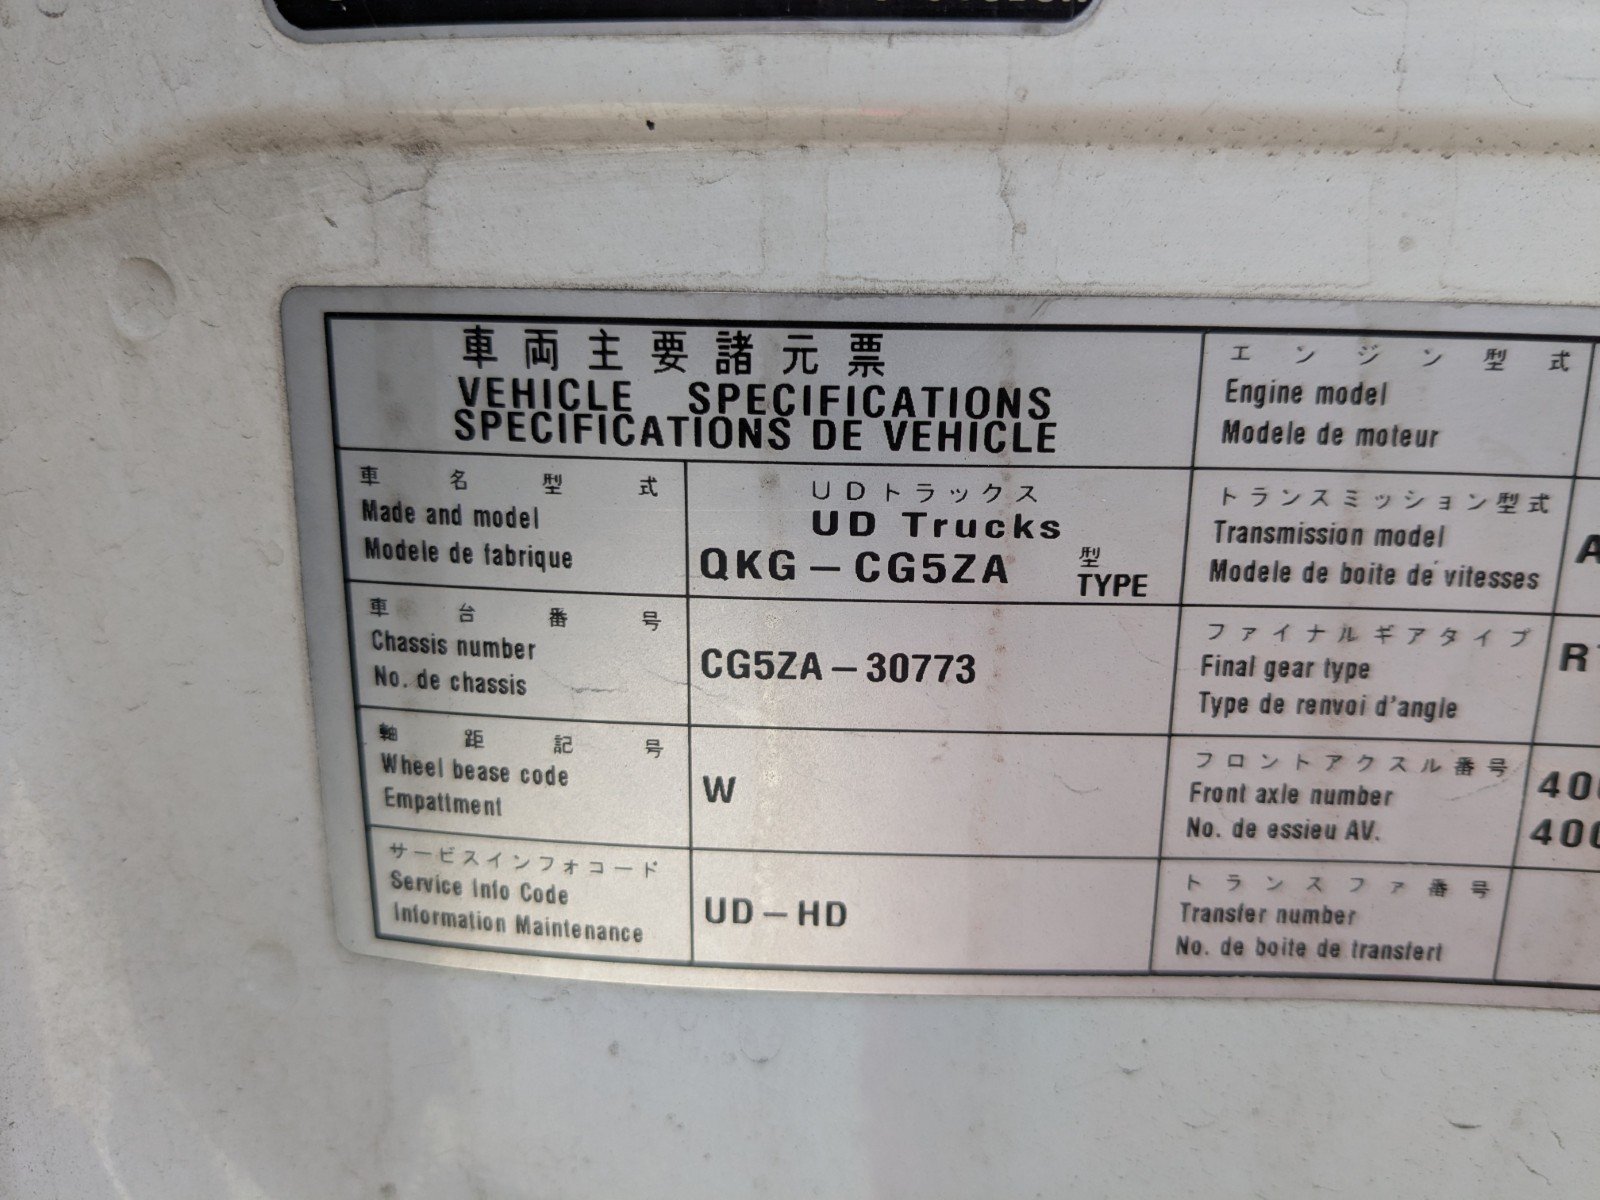 車両主要諸元票
VEHICLE SPECIFICATIONS
SPECIFICATIONS DE VEHICLE
車名型式
Made and model
Modele de fabrique
UDトラックス
UD Trucks
QKG－CG5ZA 型
TYPE
車台番号
Chassis number
No. de chassis
CG5ZA－30773
軸距記号
Wheel bease code
Empattment
W
サービスインフォコード
Service Info Code
Information Maintenance
UD－HD
エンジン型式
Engine model
Modele de moteur
トランスミッション型式
Transmission model
Modele de boite de vitesses
A
ファイナルギアタイプ
Final gear type
Type de renvoi d'angle
R
フロントアクスル番号
Front axle number
No. de essieu AV.
400
400
トランスファ番号
Transfer number
No. de boite de transfert